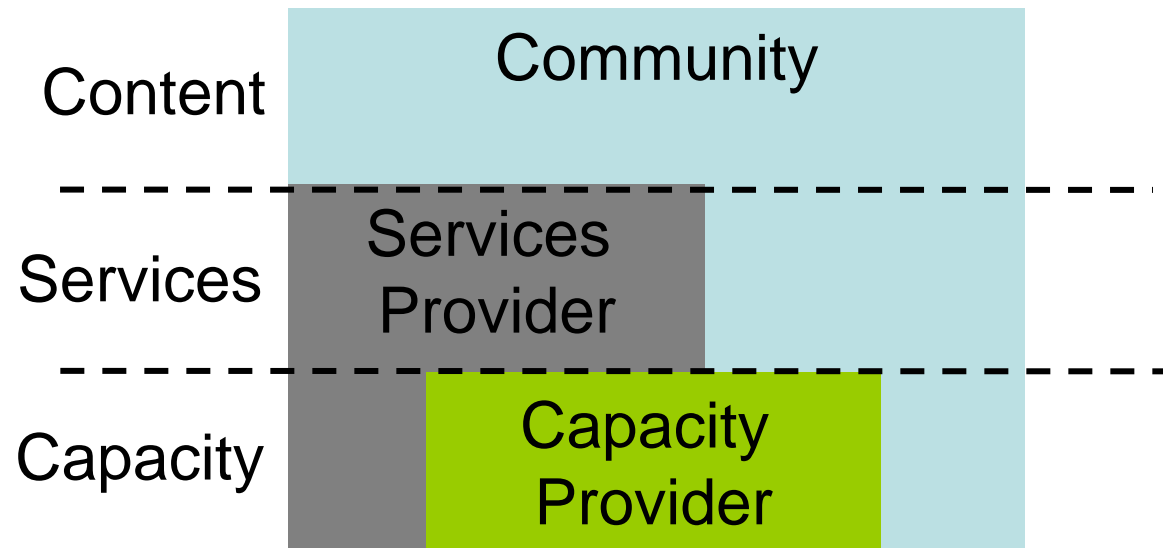 Community
Content
Services
Provider
Services
Capacity
Provider
Capacity